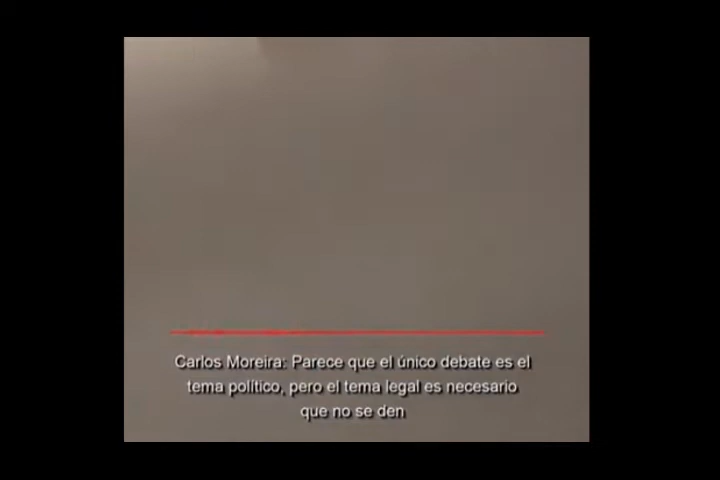 Carlos Moreira: Parece que el único debate es el
tema político, pero el tema legal es necesario
que no se den